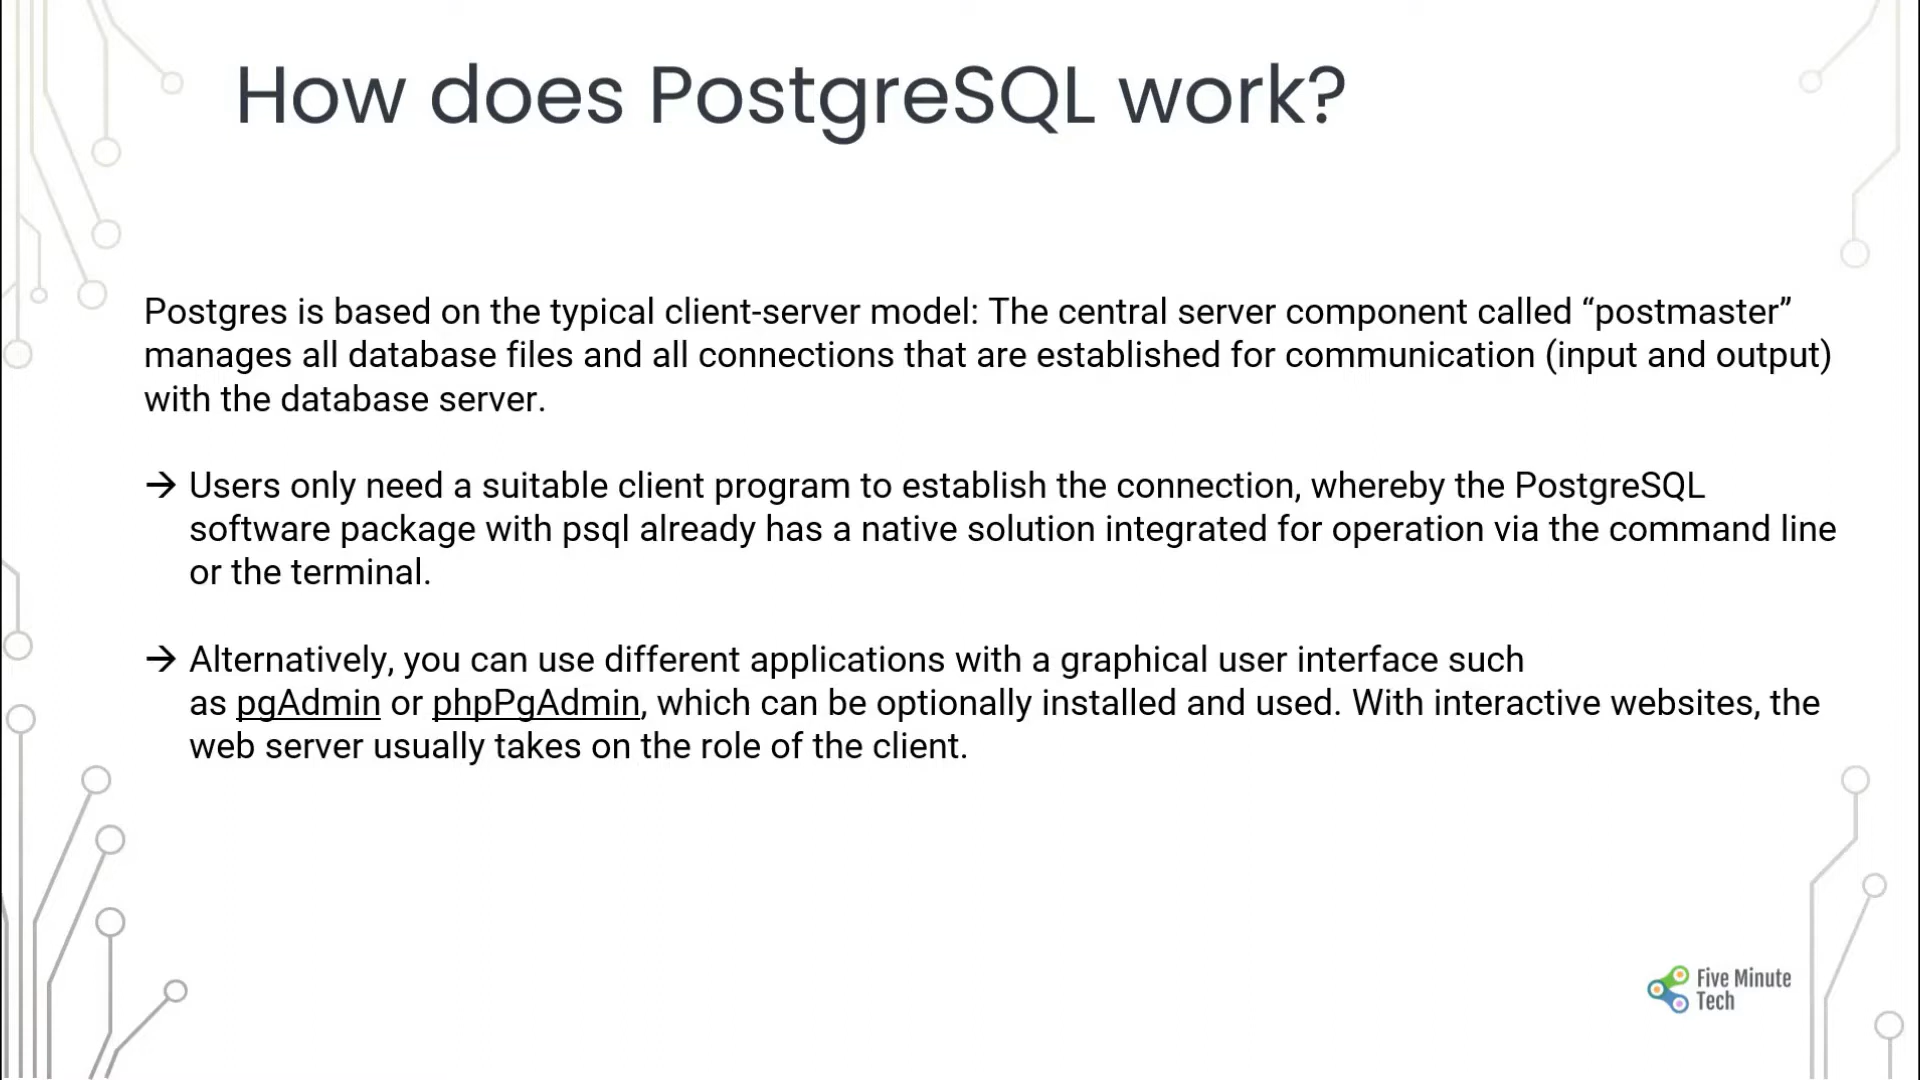 How does PostgreSQL work?
Postgres is based on the typical client-server model: The central server component called “postmaster”
manages all database files and all connections that are established for communication (input and output)
with the database server.
→ Users only need a suitable client program to establish the connection, whereby the PostgreSQL
software package with psql already has a native solution integrated for operation via the command line
or the terminal.
→ Alternatively, you can use different applications with a graphical user interface such
as pgAdmin or phpPgAdmin, which can be optionally installed and used. With interactive websites, the
web server usually takes on the role of the client.
Five Minute
Tech